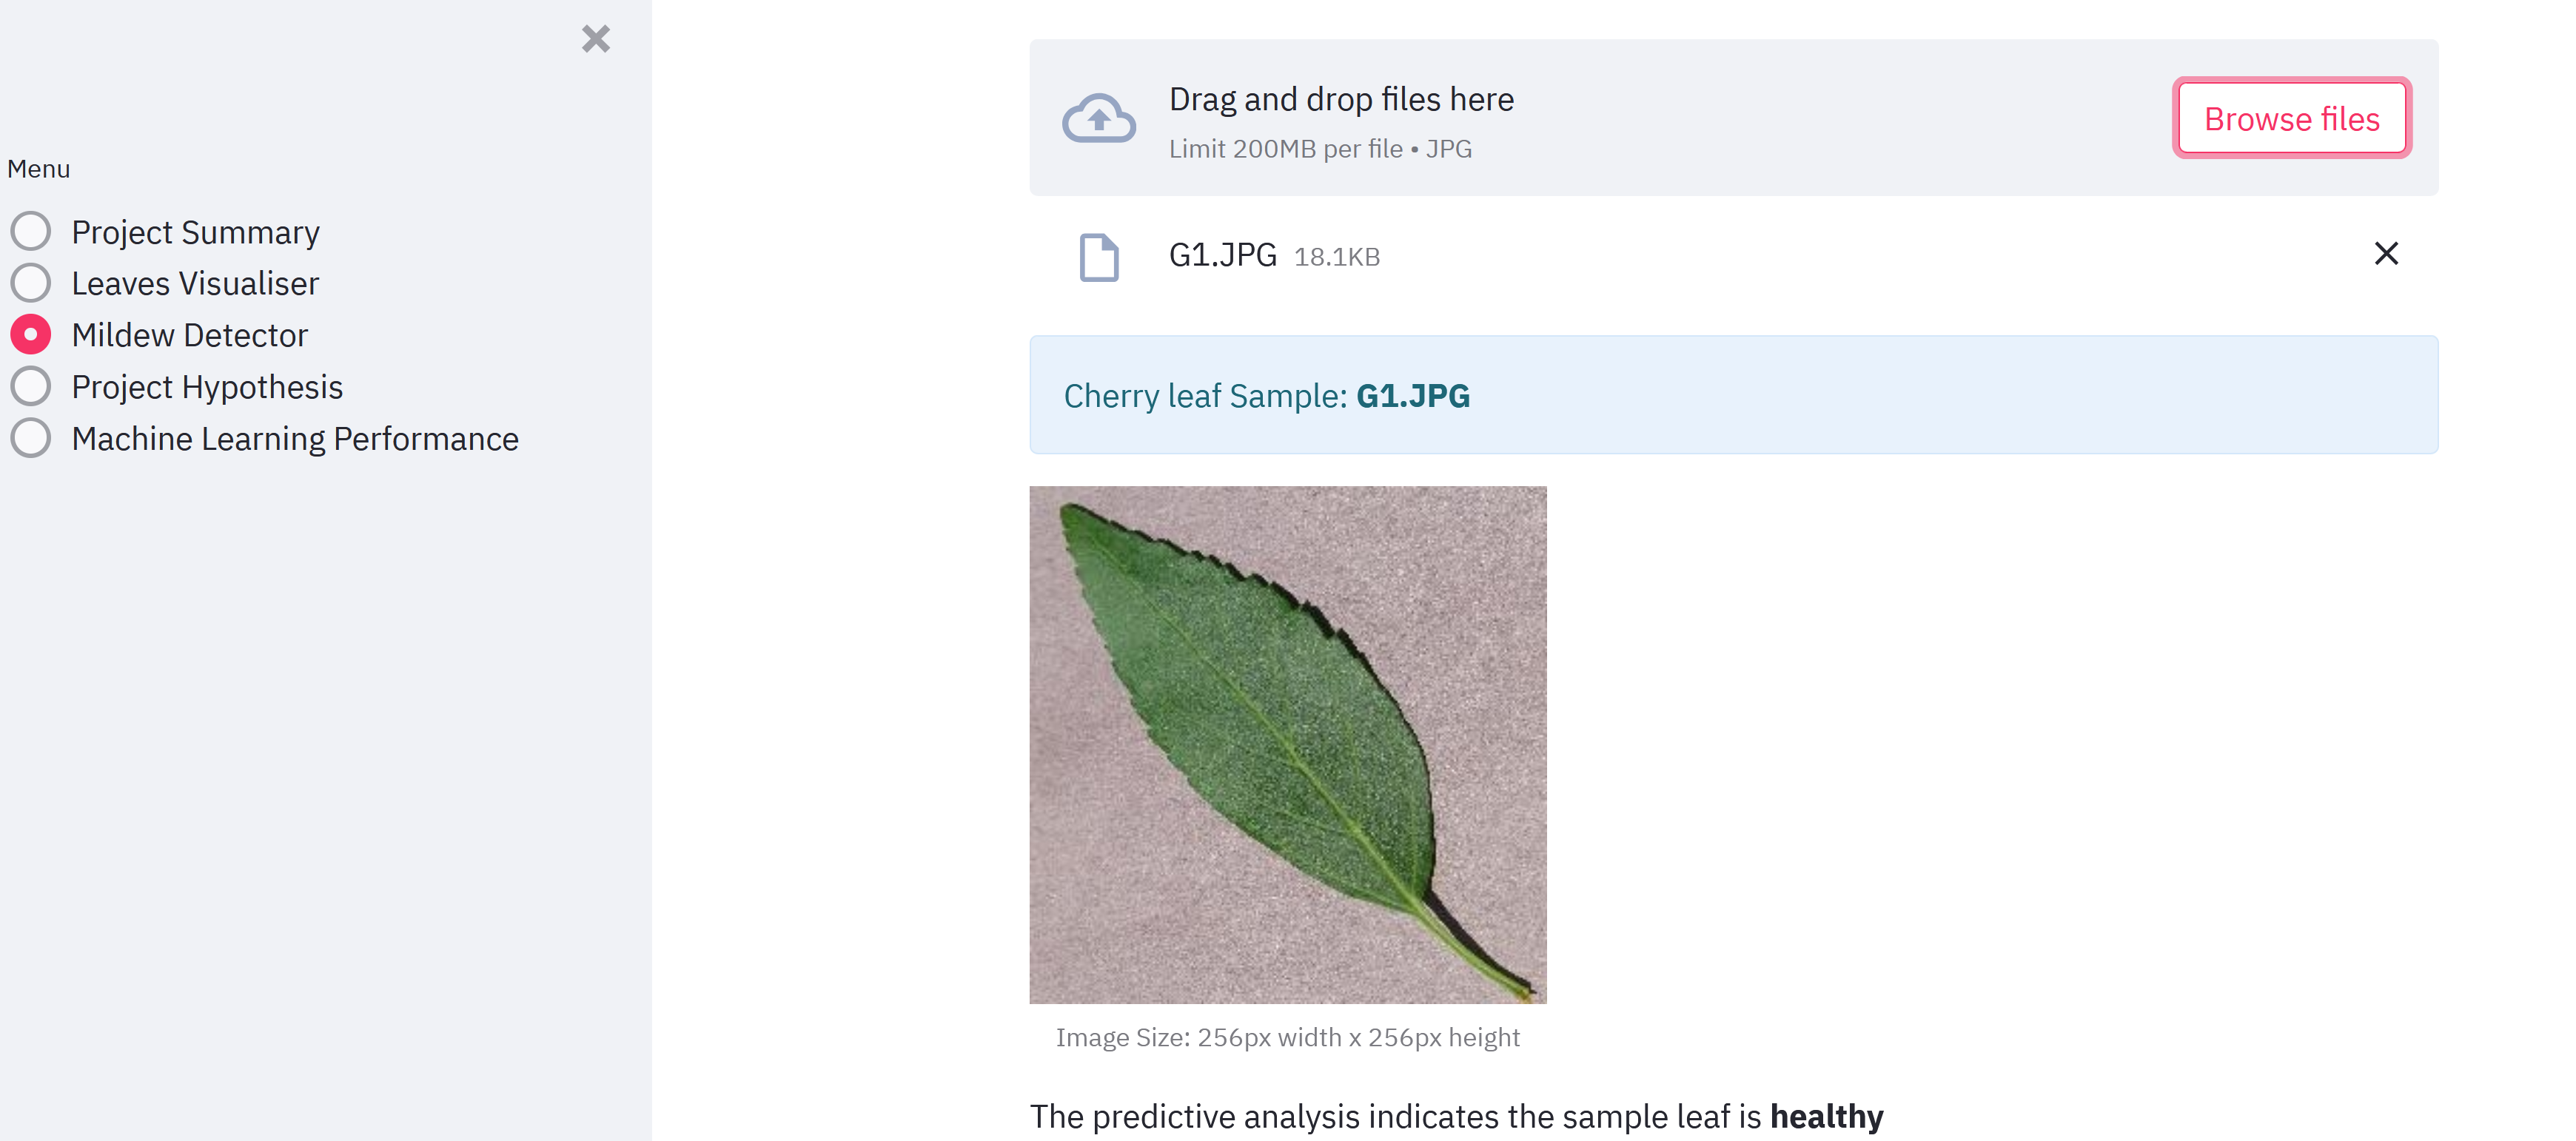 Menu
Project Summary
Leaves Visualiser
Mildew Detector
Project Hypothesis
Machine Learning Performance
Drag and drop files here
Limit 200MB per file • JPG
Browse files
G1.JPG 18.1KB
Cherry leaf Sample: G1.JPG
Image Size: 256px width x 256px height
The predictive analysis indicates the sample leaf is healthy